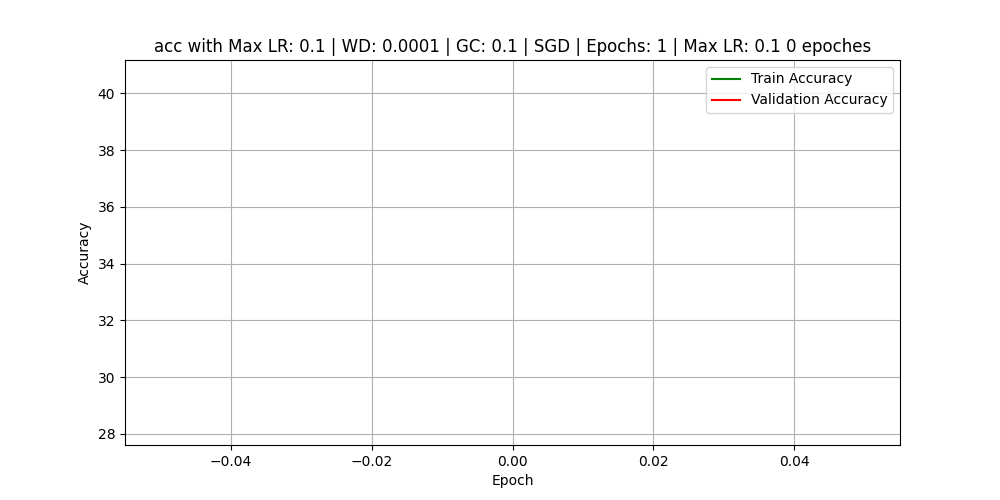 acc with Max LR: 0.1 | WD: 0.0001 | GC: 0.1 | SGD | Epochs: 1 | Max LR: 0.1 0 epoches
Train Accuracy
Validation Accuracy
Accuracy
40
38
36
34
32
30
28
−0.04
−0.02
0.00
0.02
0.04
Epoch